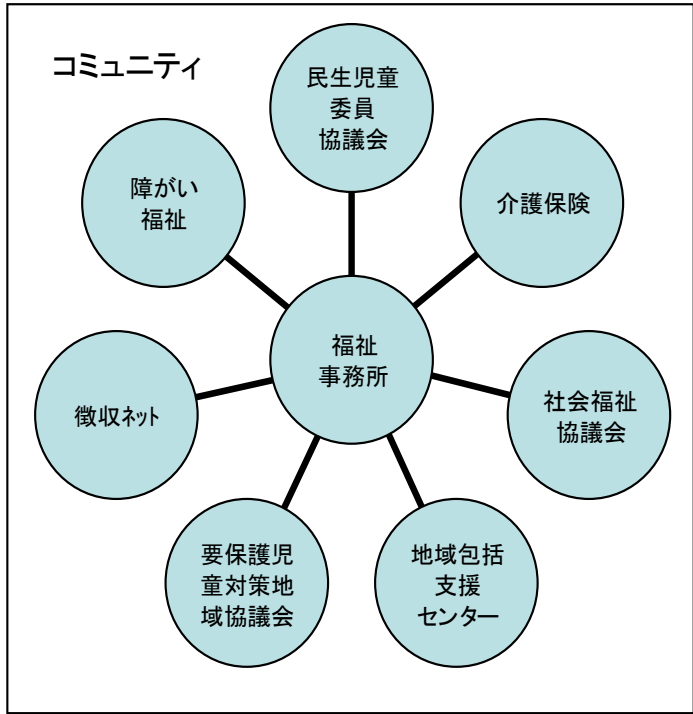 コミュニティ
民生児童
委員
協議会
障がい
福祉
介護保険
福祉
事務所
徴収ネット
社会福祉
協議会
要保護児
童対策地
域協議会
地域包括
支援
センター